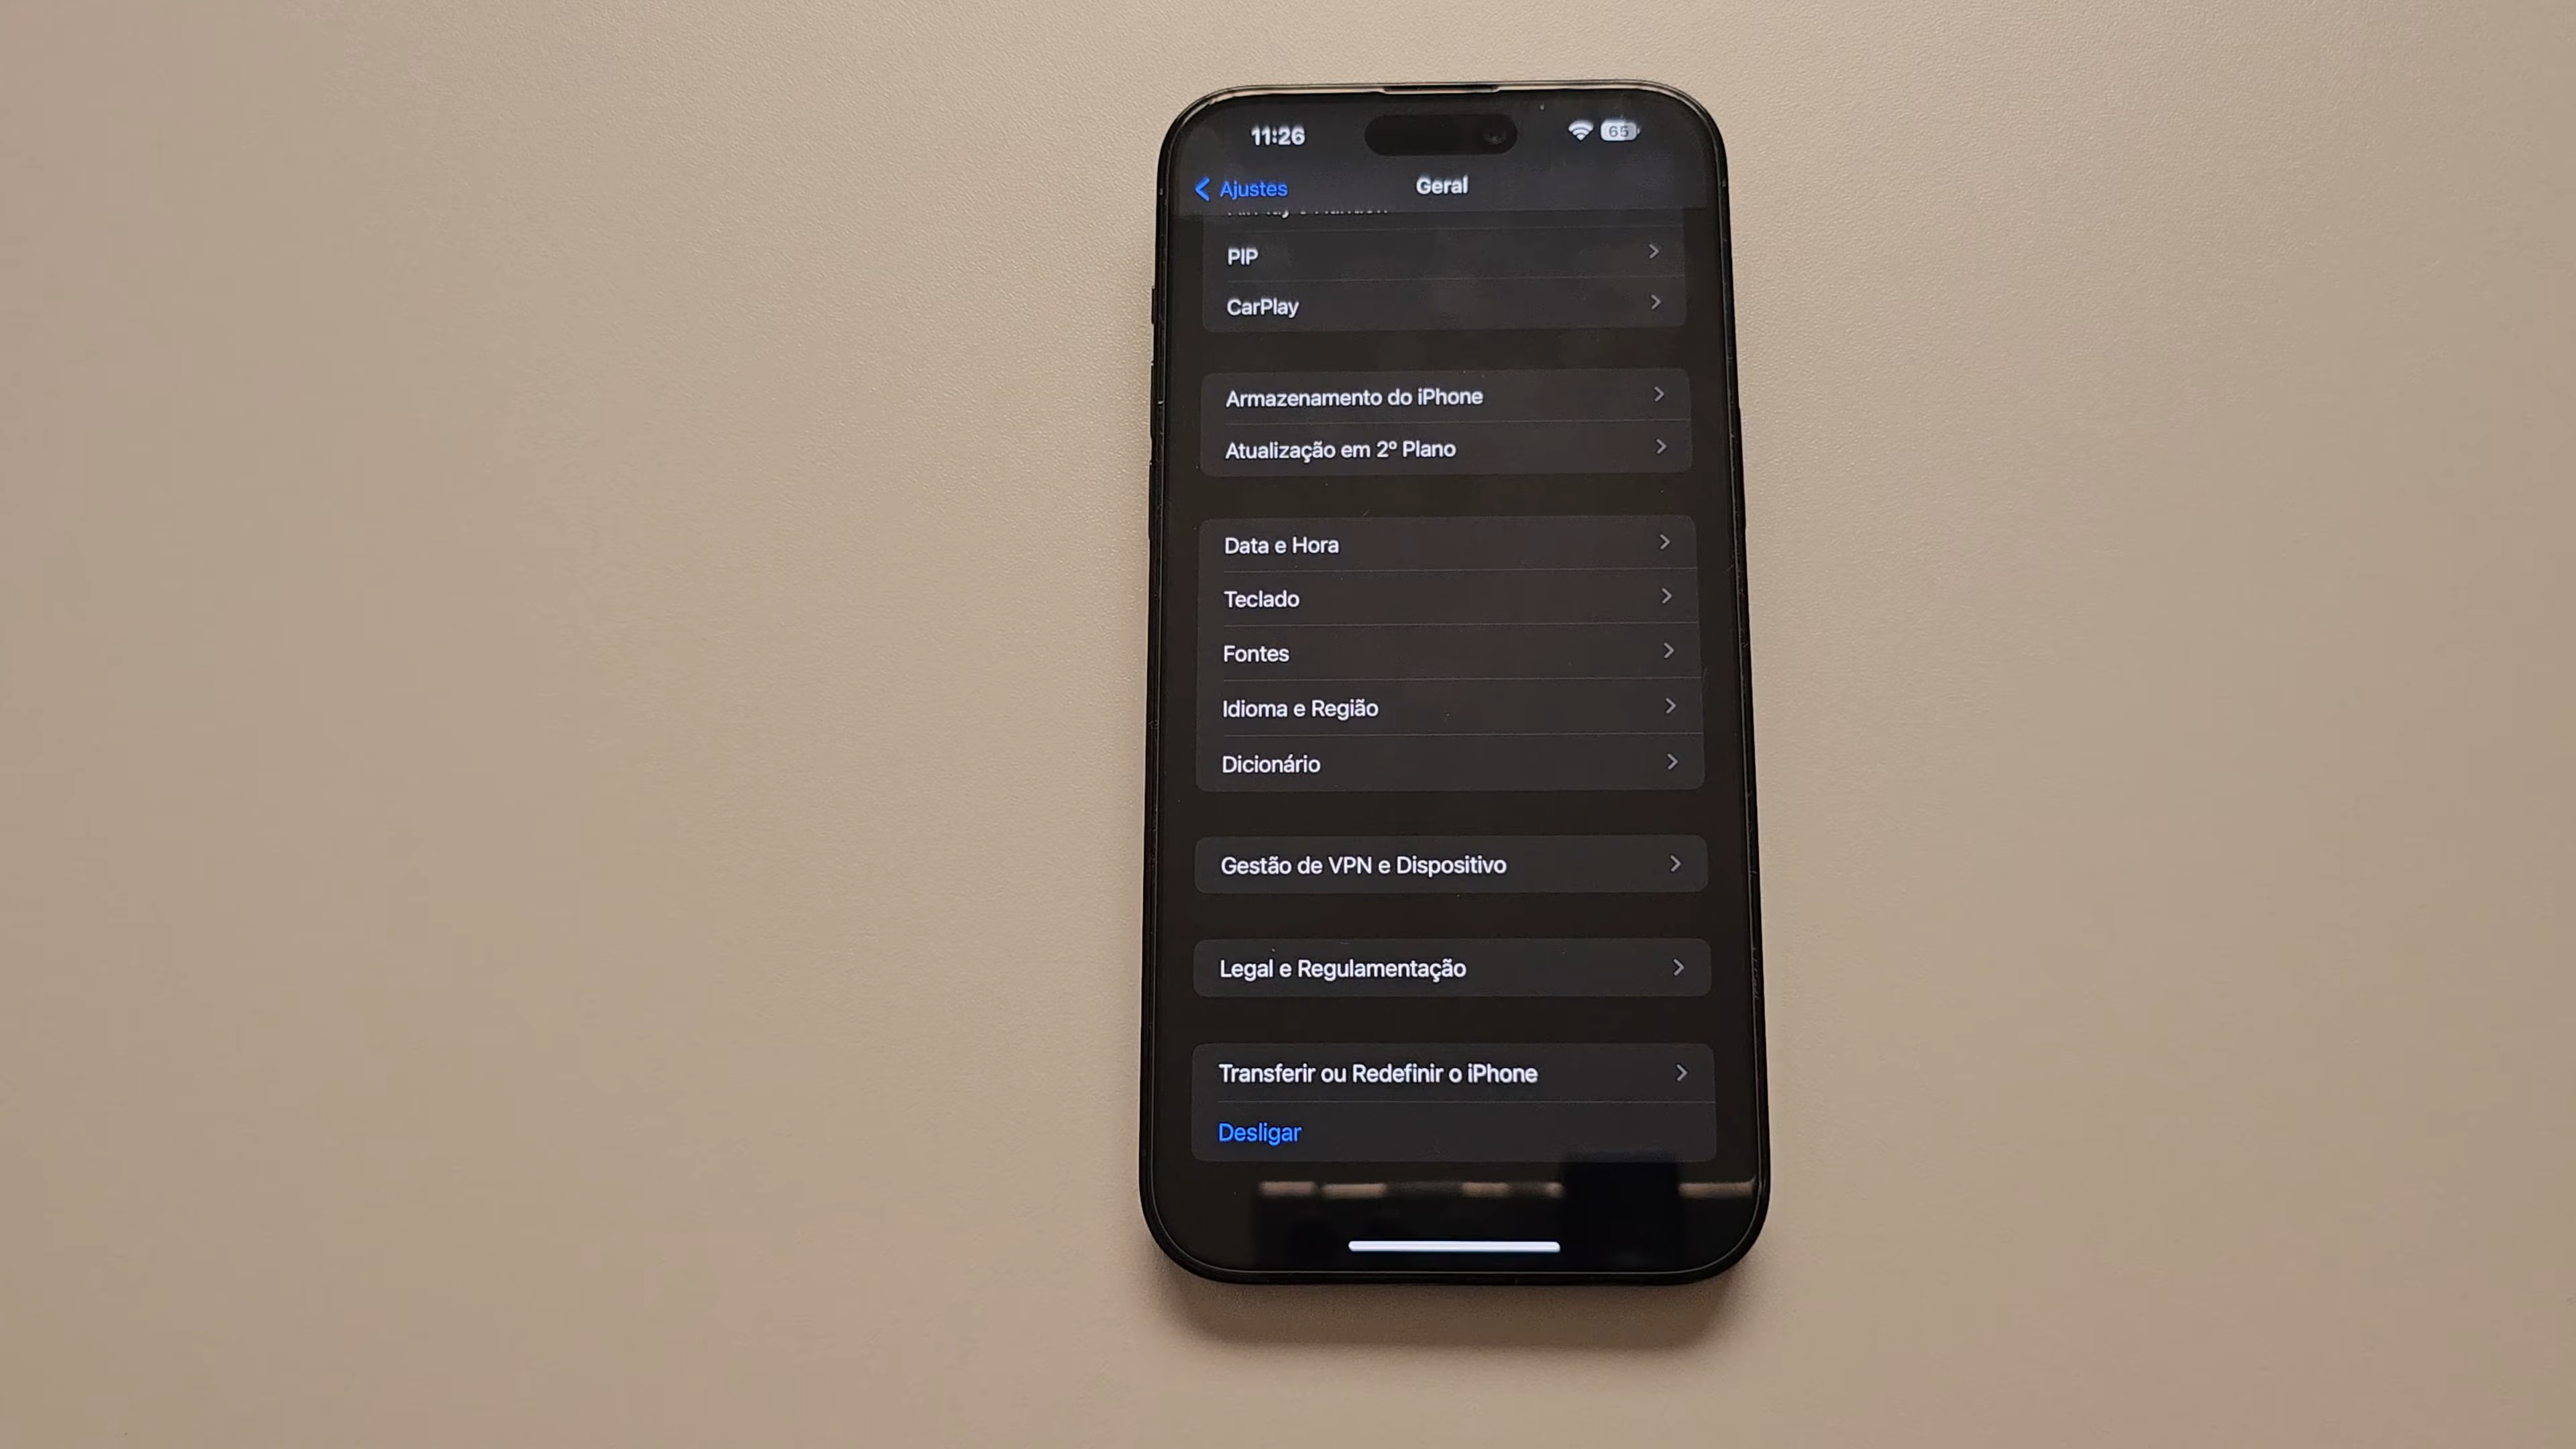 11:26
65
Ajustes
Geral
PIP
CarPlay
Armazenamento do iPhone
Atualização em 2º Plano
Data e Hora
Teclado
Fontes
Idioma e Região
Dicionário
Gestão de VPN e Dispositivo
Legal e Regulamentação
Transferir ou Redefinir o iPhone
Desligar